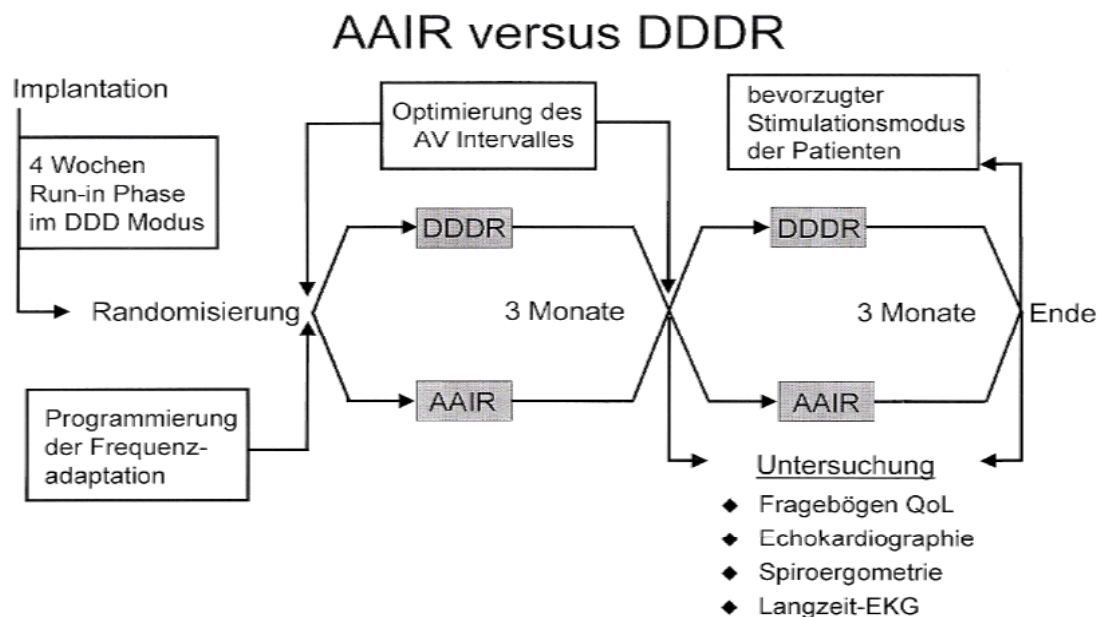 AAIR versus DDDR
Implantation
4 Wochen
Run-in Phase
im DDD Modus
Optimierung des
AV Intervalles
bevorzugter
Stimulationsmodus
der Patienten
DDDR
DDDR
Randomisierung
3 Monate
3 Monate
Ende
AAIR
AAIR
Programmierung
der Frequenz-
adaptation
Untersuchung
◆ Fragebögen QoL
◆ Echokardiographie
◆ Spiroergometrie
◆ Langzeit-EKG